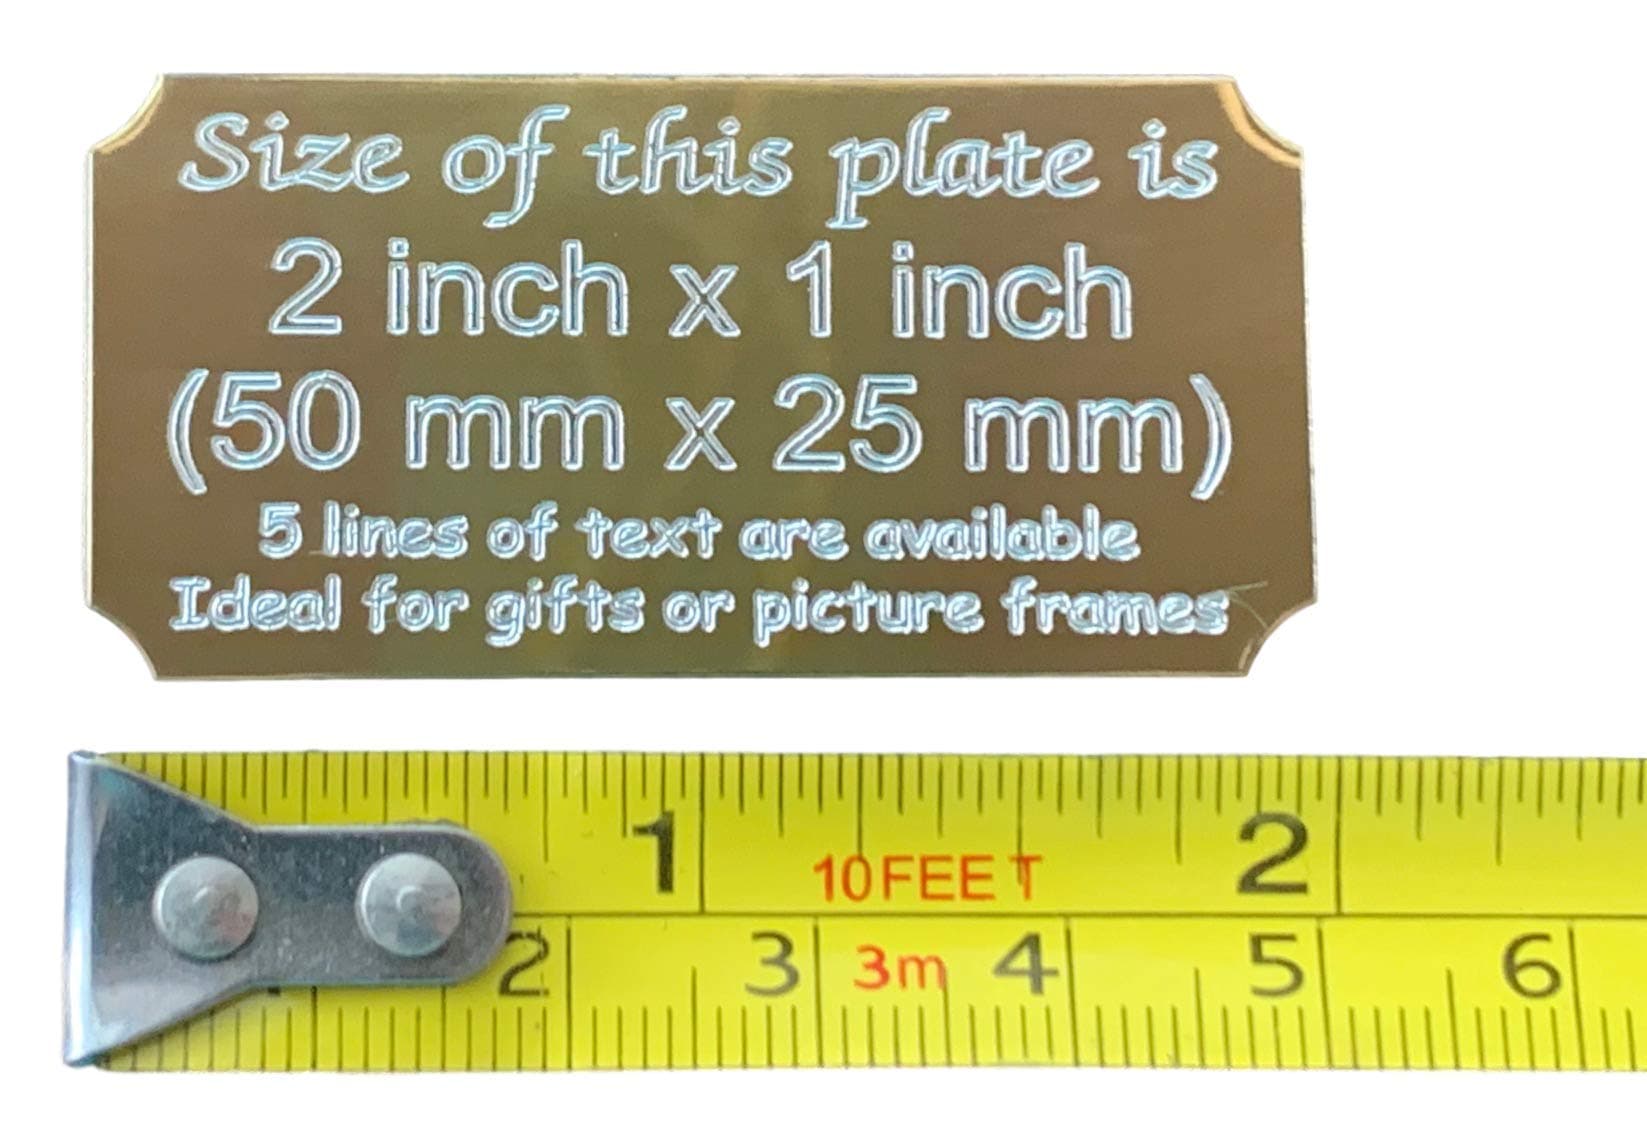 Size of this plate is
2 inch x 1 inch
(50 mm x 25 mm)
5 lines of text are available
Ideal for gifts or picture frames
1 10FEET 2
2 3 3m 4 5 6